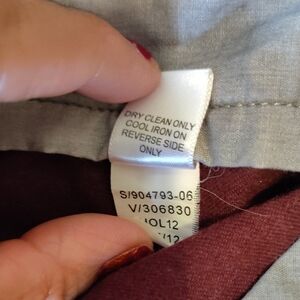 DRY CLEAN ONLY
COOL IRON ON
REVERSE SIDE
ONLY
S/904793-06
V/306830